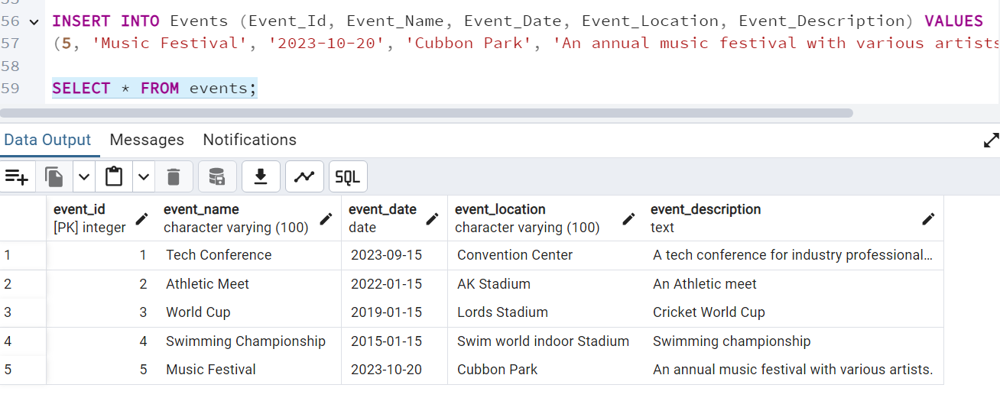 56 INSERT INTO Events (Event_Id, Event_Name, Event_Date, Event_Location, Event_Description) VALUES
57 (5, 'Music Festival', '2023-10-20', 'Cubbon Park', 'An annual music festival with various artists
58
59 SELECT * FROM events;
Data Output Messages Notifications
SQL
event_id event_name event_date event_location event_description
[PK] integer character varying (100) date character varying (100) text
1 1 Tech Conference 2023-09-15 Convention Center A tech conference for industry professional...
2 2 Athletic Meet 2022-01-15 AK Stadium An Athletic meet
3 3 World Cup 2019-01-15 Lords Stadium Cricket World Cup
4 4 Swimming Championship 2015-01-15 Swim world indoor Stadium Swimming championship
5 5 Music Festival 2023-10-20 Cubbon Park An annual music festival with various artists.